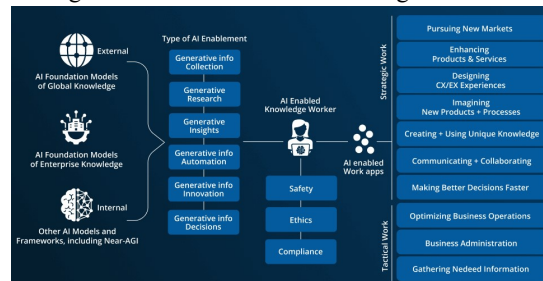 External
AI Foundation Models
of Global Knowledge
AI Foundation Models
of Enterprise Knowledge
Internal
Other AI Models and
Frameworks, including Near-AGI
Type of AI Enablement
Generative info
Collection
Generative
Research
Generative
Insights
Generative info
Automation
Generative info
Innovation
Generative info
Decisions
AI Enabled
Knowledge Worker
Safety
Ethics
Compliance
AI enabled
Work apps
Strategic Work
Pursuing New Markets
Enhancing
Products & Services
Designing
CX/EX Experiences
Imagining
New Products + Processes
Creating + Using Unique Knowledge
Communicating + Collaborating
Making Better Decisions Faster
Tactical Work
Optimizing Business Operations
Business Administration
Gathering Nedeed Information